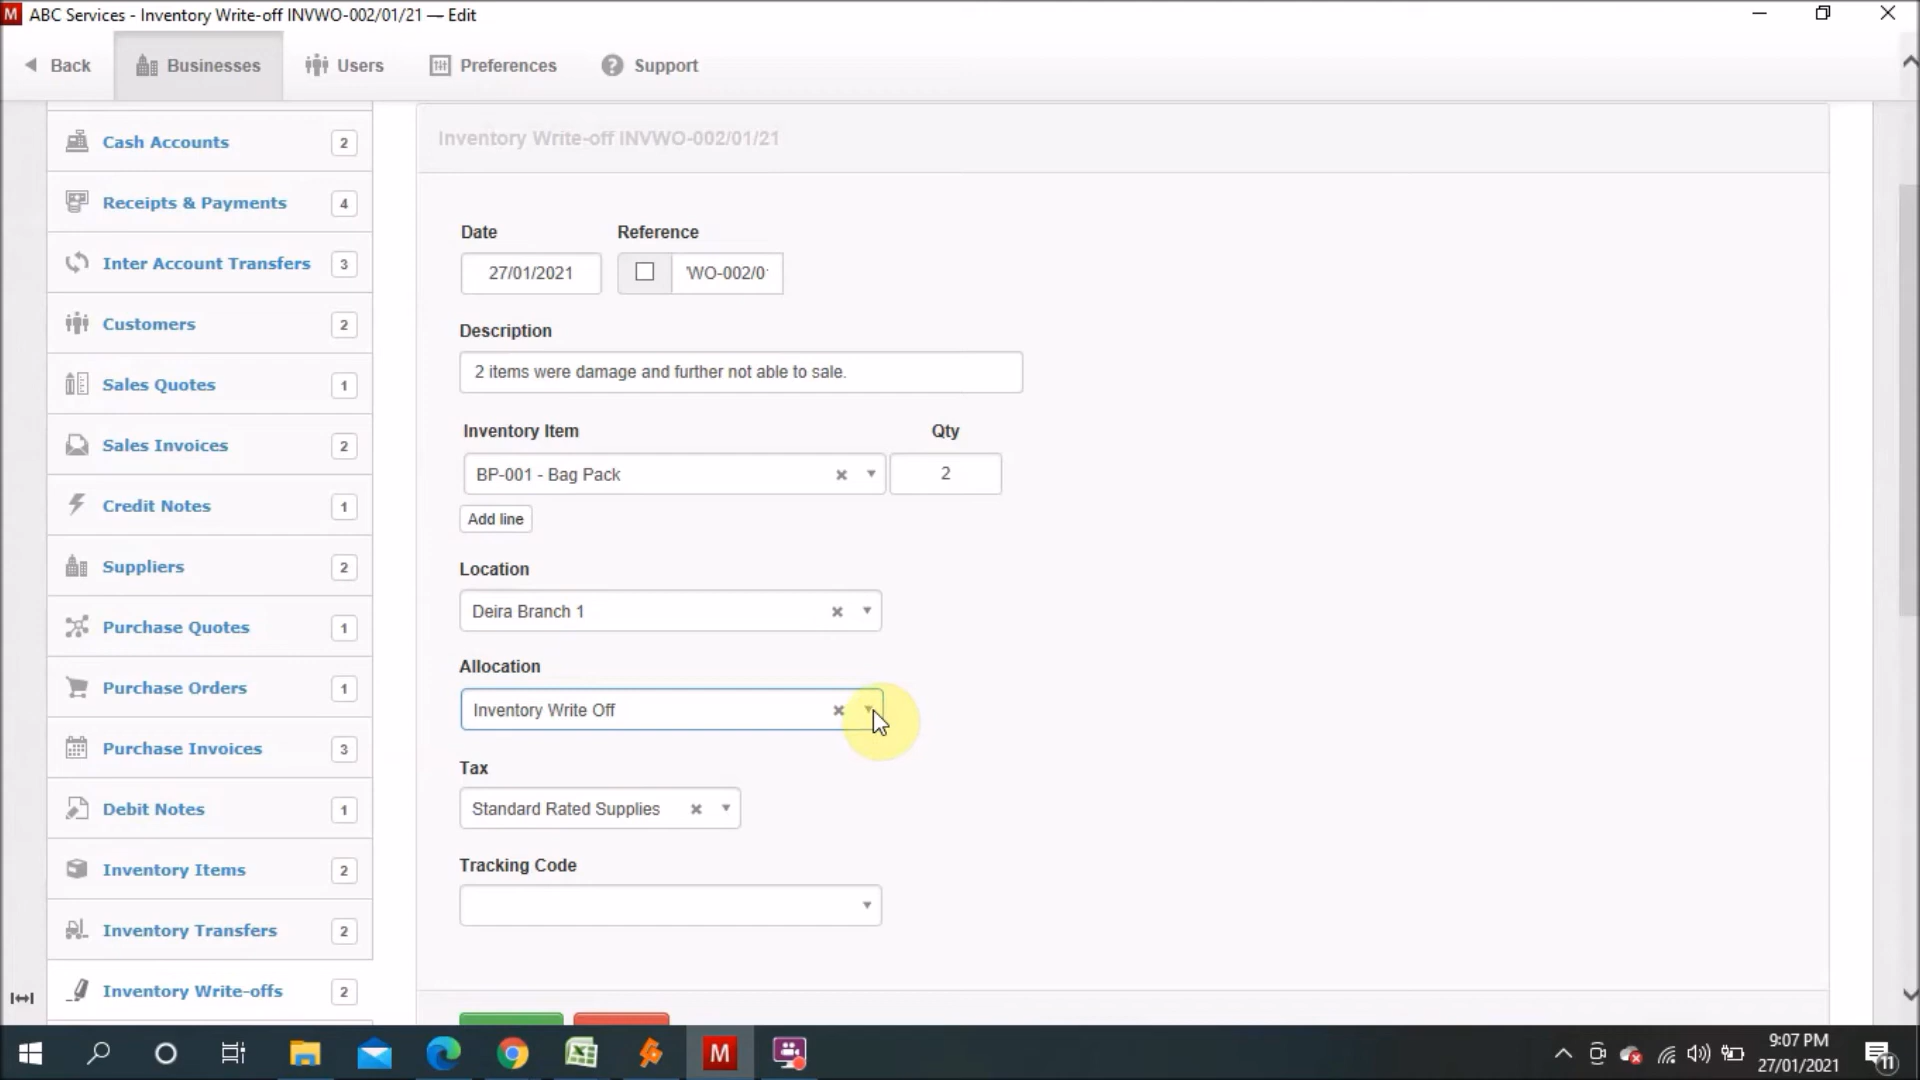 M ABC Services - Inventory Write-off INVWO-002/01/21 — Edit
Back Businesses Users Preferences ? Support
Cash Accounts 2
Receipts & Payments 4
Inter Account Transfers 3
Customers 2
Sales Quotes 1
Sales Invoices 2
Credit Notes 1
Suppliers 2
Purchase Quotes 1
Purchase Orders 1
Purchase Invoices 3
Debit Notes 1
Inventory Items 2
Inventory Transfers 2
Inventory Write-offs 2
Inventory Write-off INVWO-002/01/21
Date Reference
27/01/2021 WO-002/0
Description
2 items were damage and further not able to sale.
Inventory Item Qty
BP-001 - Bag Pack 2
Add line
Location
Deira Branch 1
Allocation
Inventory Write Off
Tax
Standard Rated Supplies
Tracking Code
M
9:07 PM
27/01/2021
11